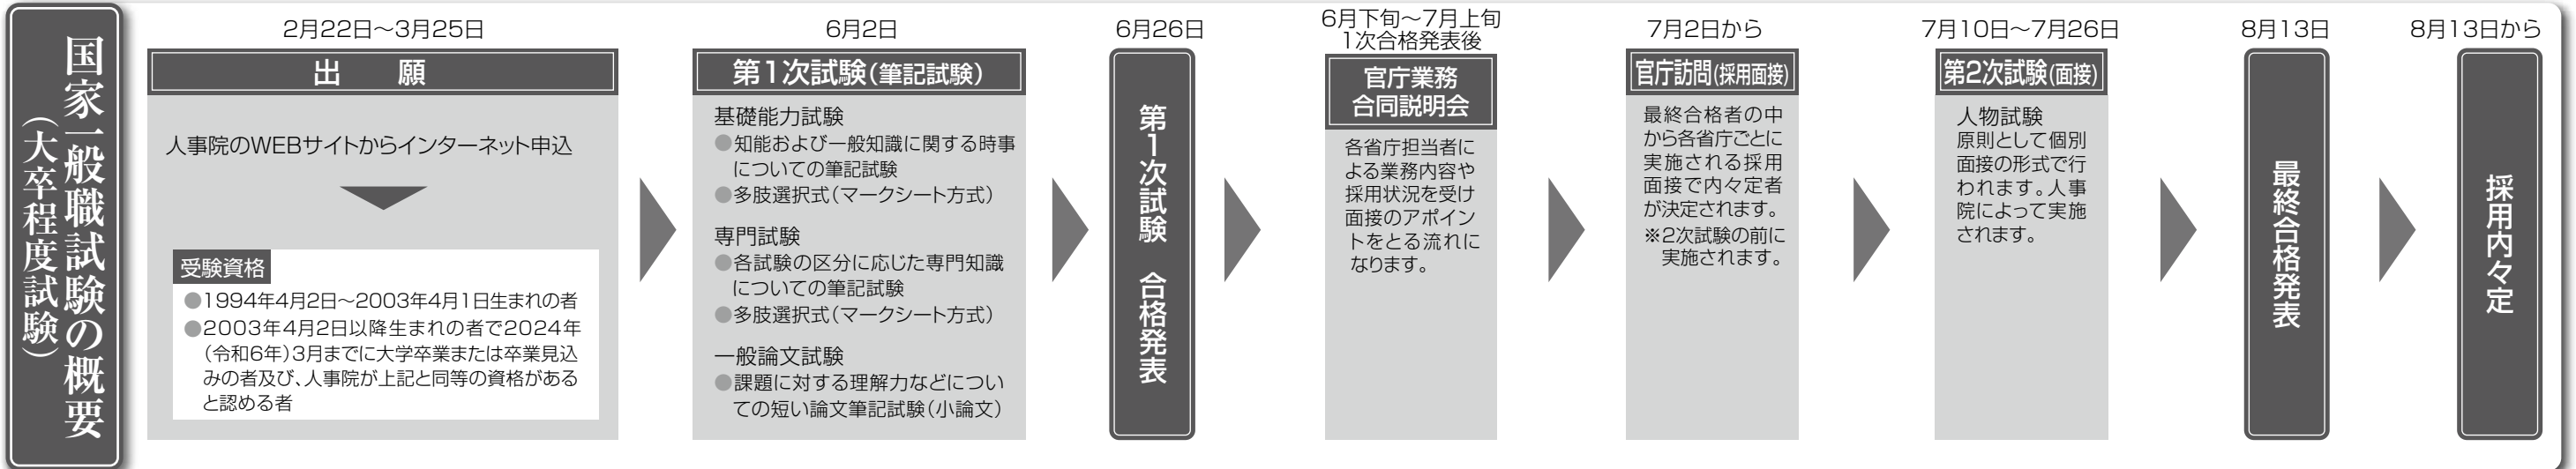 国家一般職試験の概要
（大卒程度試験）
2月22日～3月25日
出　願
人事院のWEBサイトからインターネット申込
受験資格
●1994年4月2日～2003年4月1日生まれの者
●2003年4月2日以降生まれの者で2024年
（令和6年）3月までに大学卒業または卒業見込
みの者及び、人事院が上記と同等の資格がある
と認める者
6月2日
第1次試験（筆記試験）
基礎能力試験
●知能および一般知識に関する時事
についての筆記試験
●多肢選択式（マークシート方式）
専門試験
●各試験の区分に応じた専門知識
についての筆記試験
●多肢選択式（マークシート方式）
一般論文試験
●課題に対する理解力などについ
ての短い論文筆記試験（小論文）
6月26日
第1次試験　合格発表
6月下旬～7月上旬
1次合格発表後
官庁業務
合同説明会
各省庁担当者に
よる業務内容や
採用状況を受け
面接のアポイン
トをとる流れに
なります。
7月2日から
官庁訪問（採用面接）
最終合格者の中
から各省庁ごとに
実施される採用
面接で内々定者
が決定されます。
※2次試験の前に
実施されます。
7月10日～7月26日
第2次試験（面接）
人物試験
原則として個別
面接の形式で行
われます。人事
院によって実施
されます。
8月13日
最終合格発表
8月13日から
採用内々定